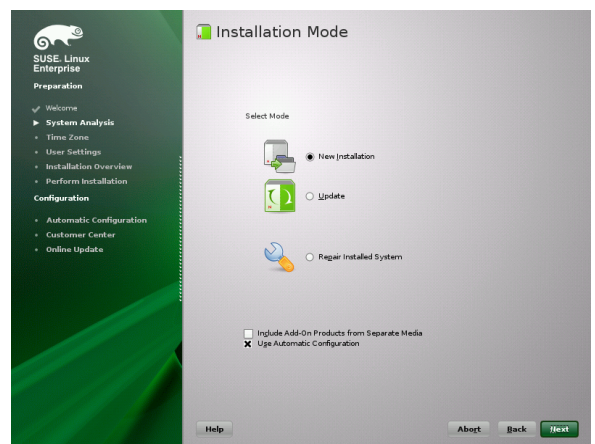 SUSE. Linux
Enterprise
Preparation
Welcome
System Analysis
Time Zone
User Settings
Installation Overview
Perform Installation
Configuration
Automatic Configuration
Customer Center
Online Update
Installation Mode
Select Mode
New Installation
Update
Repair Installed System
Include Add-On Products from Separate Media
Use Automatic Configuration
Help
Abort
Back
Next